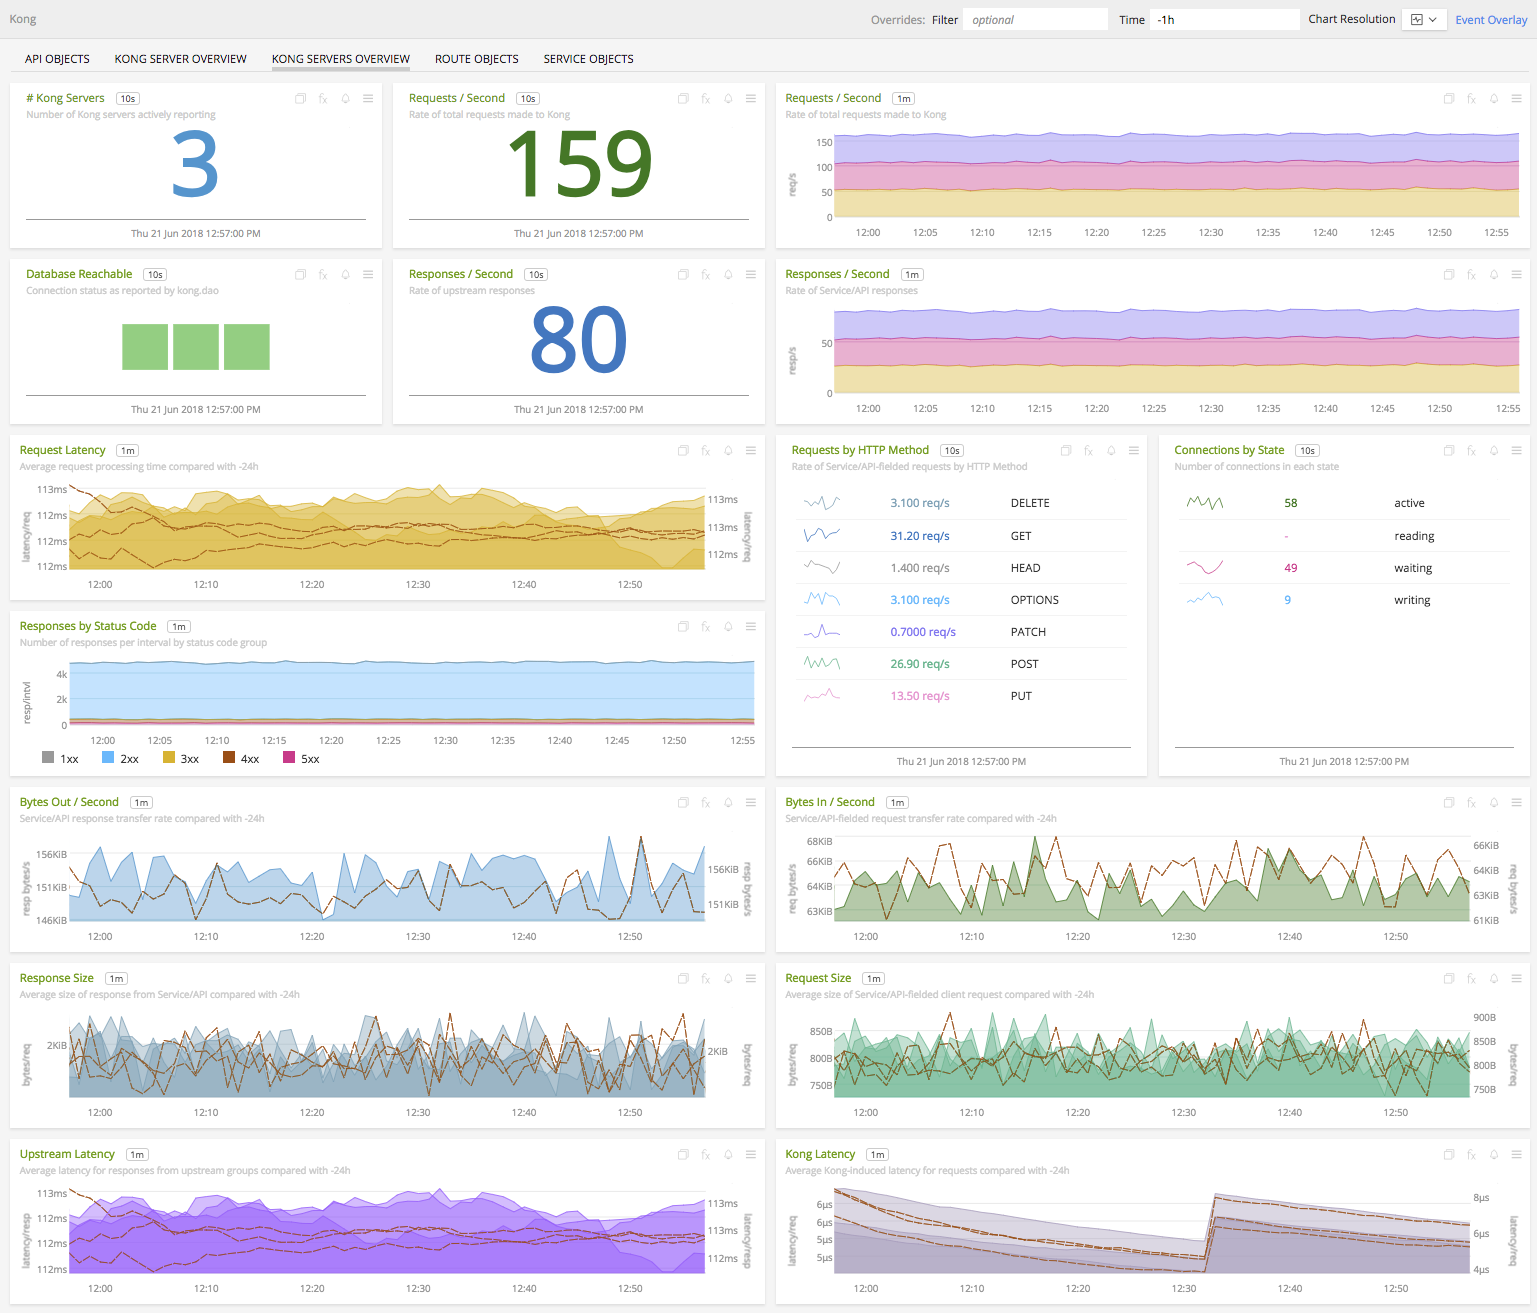 Kong
Overrides: Filter optional Time -1h Chart Resolution Event Overlay
API OBJECTS KONG SERVER OVERVIEW KONG SERVERS OVERVIEW ROUTE OBJECTS SERVICE OBJECTS
# Kong Servers 10s
Number of Kong servers actively reporting
3
Thu 21 Jun 2018 12:57:00 PM
Requests / Second 10s
Rate of total requests made to Kong
159
Thu 21 Jun 2018 12:57:00 PM
Requests / Second 1m
Rate of total requests made to Kong
req/s
150
100
50
0
12:00 12:05 12:10 12:15 12:20 12:25 12:30 12:35 12:40 12:45 12:50 12:55
Database Reachable 10s
Connection status as reported by kong.dao
Thu 21 Jun 2018 12:57:00 PM
Responses / Second 10s
Rate of upstream responses
80
Thu 21 Jun 2018 12:57:00 PM
Responses / Second 1m
Rate of Service/API responses
resp/s
50
0
12:00 12:05 12:10 12:15 12:20 12:25 12:30 12:35 12:40 12:45 12:50 12:55
Request Latency 1m
Average request processing time compared with -24h
latency/req
113ms
112ms
112ms
112ms
113ms
113ms
112ms
latency/req
12:00 12:10 12:20 12:30 12:40 12:50
Requests by HTTP Method 10s
Rate of Service/API-fielded requests by HTTP Method
3.100 req/s DELETE
31.20 req/s GET
1.400 req/s HEAD
3.100 req/s OPTIONS
0.7000 req/s PATCH
26.90 req/s POST
13.50 req/s PUT
Thu 21 Jun 2018 12:57:00 PM
Connections by State 10s
Number of connections in each state
58 active
- reading
49 waiting
9 writing
Thu 21 Jun 2018 12:57:00 PM
Responses by Status Code 1m
Number of responses per interval by status code group
resp/intvl
4k
2k
0
12:00 12:05 12:10 12:15 12:20 12:25 12:30 12:35 12:40 12:45 12:50 12:55
1xx 2xx 3xx 4xx 5xx
Bytes Out / Second 1m
Service/API response transfer rate compared with -24h
resp bytes/s
156KiB
151KiB
146KiB
156KiB
151KiB
resp bytes/s
12:00 12:10 12:20 12:30 12:40 12:50
Bytes In / Second 1m
Service/API-fielded request transfer rate compared with -24h
req bytes/s
68KiB
66KiB
64KiB
63KiB
66KiB
64KiB
63KiB
61KiB
req bytes/s
12:00 12:10 12:20 12:30 12:40 12:50
Response Size 1m
Average size of response from Service/API compared with -24h
bytes/req
2KiB
2KiB
bytes/req
12:00 12:10 12:20 12:30 12:40 12:50
Request Size 1m
Average size of Service/API-fielded client request compared with -24h
bytes/req
850B
800B
750B
900B
850B
800B
750B
bytes/req
12:00 12:10 12:20 12:30 12:40 12:50
Upstream Latency 1m
Average latency for responses from upstream groups compared with -24h
latency/resp
113ms
112ms
112ms
112ms
113ms
113ms
112ms
latency/resp
12:00 12:10 12:20 12:30 12:40 12:50
Kong Latency 1m
Average Kong-induced latency for requests compared with -24h
latency/req
6µs
6µs
5µs
5µs
8µs
6µs
4µs
latency/req
12:00 12:10 12:20 12:30 12:40 12:50